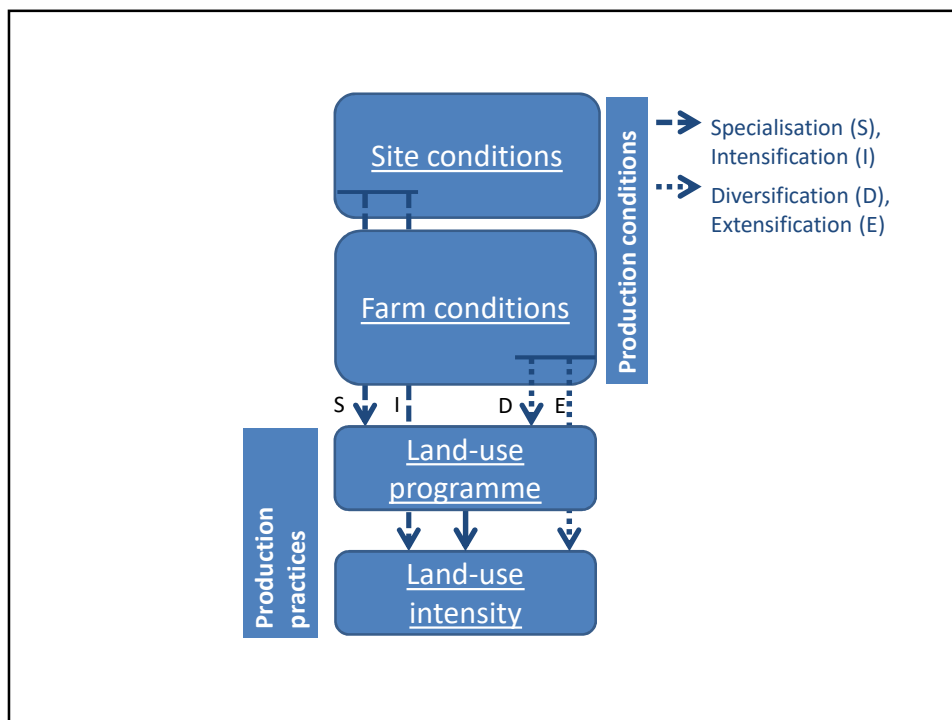 Site conditions
Farm conditions
Production conditions
Specialisation (S),
Intensification (I)
Diversification (D),
Extensification (E)
S
I
D
E
Land-use
programme
Land-use
intensity
Production
practices